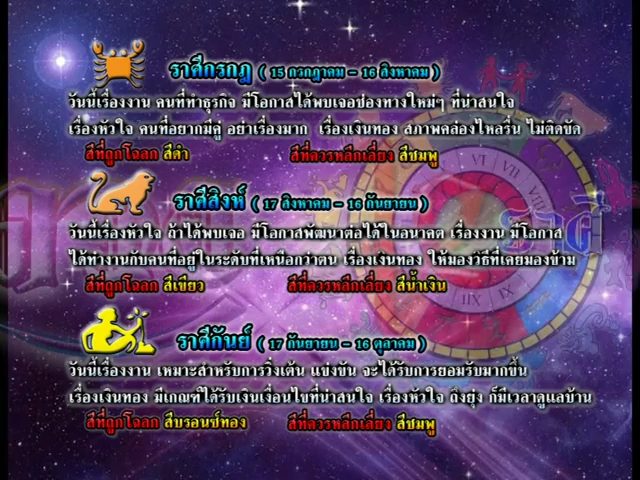 ราศีกรกฎ ( 15 กรกฎาคม - 16 สิงหาคม )
วันนี้เรื่องงาน คนที่ทำธุรกิจ มีโอกาสได้พบเจอช่องทางใหม่ๆ ที่น่าสนใจ
เรื่องหัวใจ คนที่อยากมีคู่ อย่าเรื่องมาก เรื่องเงินทอง สภาพคล่องไหลรื่น ไม่ติดขัด
สีที่ถูกโฉลก สีดำ สีที่ควรหลีกเลี่ยง สีชมพู
ราศีสิงห์ ( 17 สิงหาคม - 16 กันยายน )
วันนี้เรื่องหัวใจ ถ้าได้พบเจอ มีโอกาสพัฒนาต่อได้ในอนาคต เรื่องงาน มีโอกาส
ได้ทำงานกับคนที่อยู่ในระดับที่เหนือกว่าตน เรื่องเงินทอง ให้มองวิธีที่เคยมองข้าม
สีที่ถูกโฉลก สีเขียว สีที่ควรหลีกเลี่ยง สีน้ำเงิน
ราศีกันย์ ( 17 กันยายน - 16 ตุลาคม )
วันนี้เรื่องงาน เหมาะสำหรับการวิ่งเต้น แข่งขัน จะได้รับการยอมรับมากขึ้น
เรื่องเงินทอง มีเกณฑ์ได้รับเงินเงื่อนไขที่น่าสนใจ เรื่องหัวใจ ถึงยุ่ง ก็มีเวลาดูแลบ้าน
สีที่ถูกโฉลก สีบรอนซ์ทอง สีที่ควรหลีกเลี่ยง สีชมพู